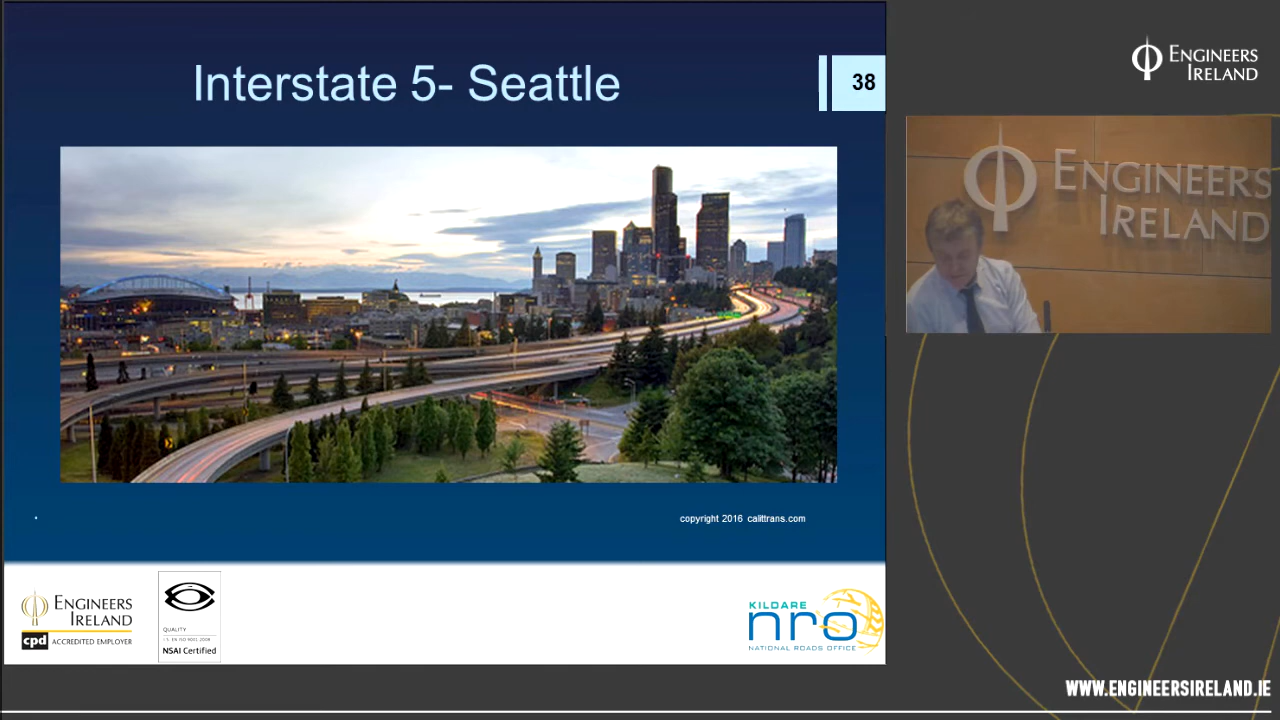 Interstate 5- Seattle
38
copyright 2016 calittrans.com
ENGINEERS
IRELAND
cpd ACCREDITED EMPLOYER
QUALITY
I.S. EN ISO 9001:2008
NSAI Certified
KILDARE
nro
NATIONAL ROADS OFFICE
ENGINEERS
IRELAND
ENGINEERS
IRELAND
WWW.ENGINEERSIRELAND.IE